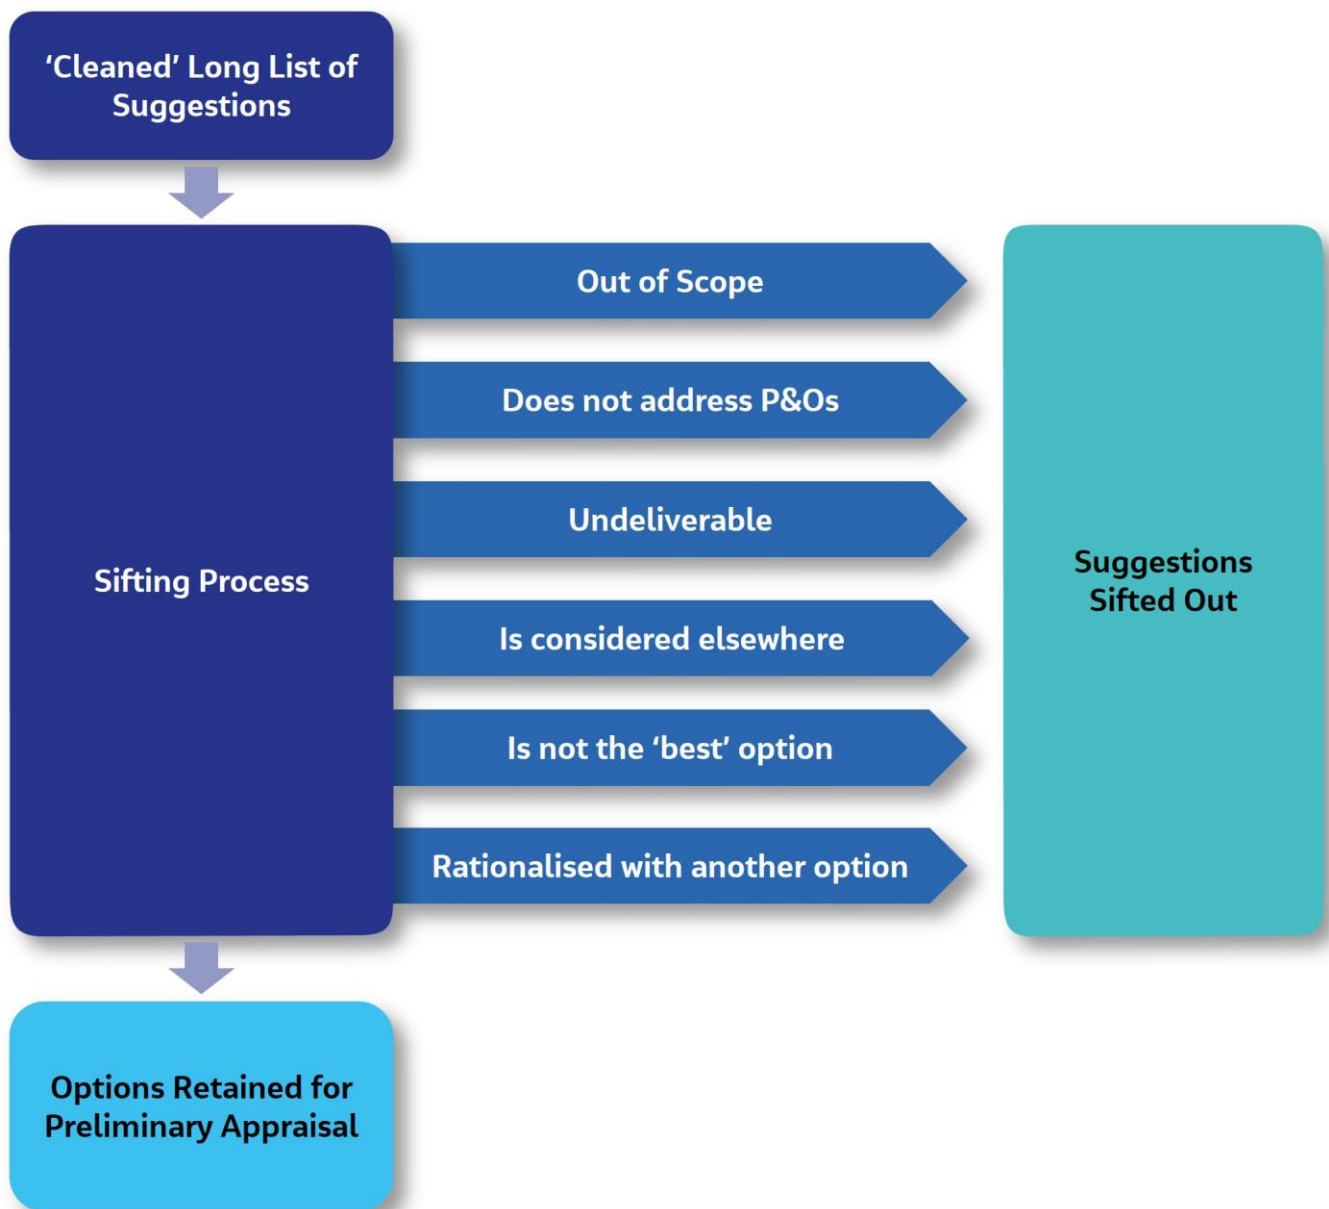 ‘Cleaned’ Long List of
Suggestions
Out of Scope
Does not address P&Os
Undeliverable
Sifting Process
Is considered elsewhere
Is not the ‘best’ option
Rationalised with another option
Suggestions
Sifted Out
Options Retained for
Preliminary Appraisal